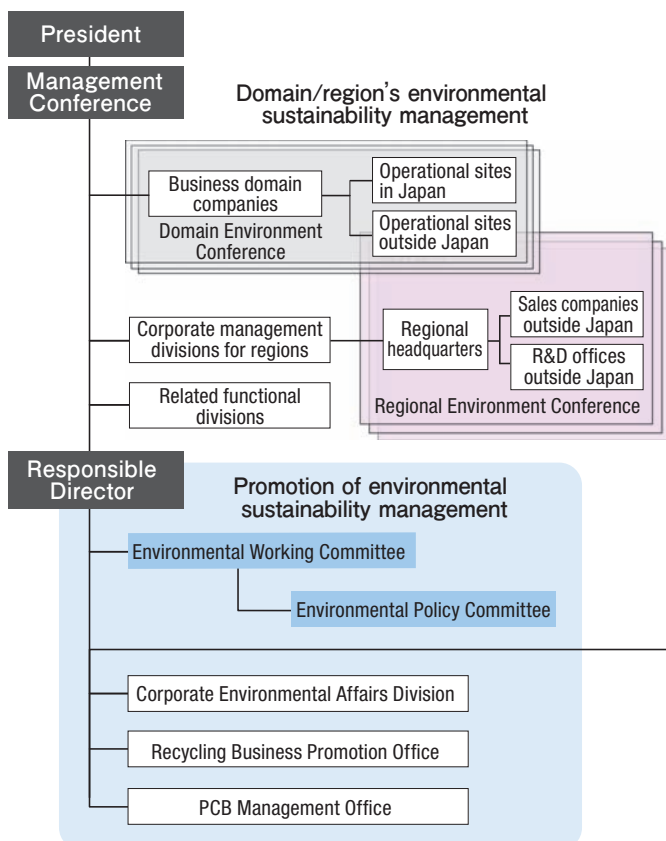 President
Management
Conference
Domain/region's environmental
sustainability management
Business domain
companies
Operational sites
in Japan
Operational sites
outside Japan
Domain Environment
Conference
Corporate management
divisions for regions
Regional
headquarters
Sales companies
outside Japan
R&D offices
outside Japan
Regional Environment Conference
Related functional
divisions
Responsible
Director
Promotion of environmental
sustainability management
Environmental Working Committee
Environmental Policy Committee
Corporate Environmental Affairs Division
Recycling Business Promotion Office
PCB Management Office